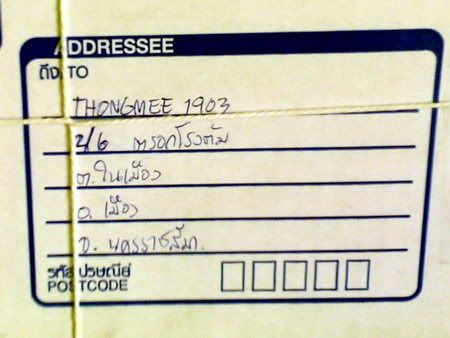 ADDRESSEE
ถึง/TO
THONGMEE 1903
2/6 ตรอกโรงต้ม
ต.ในเมือง
อ.เมือง
จ. นครราชสีมา.
รหัสไปรษณีย์
POSTCODE